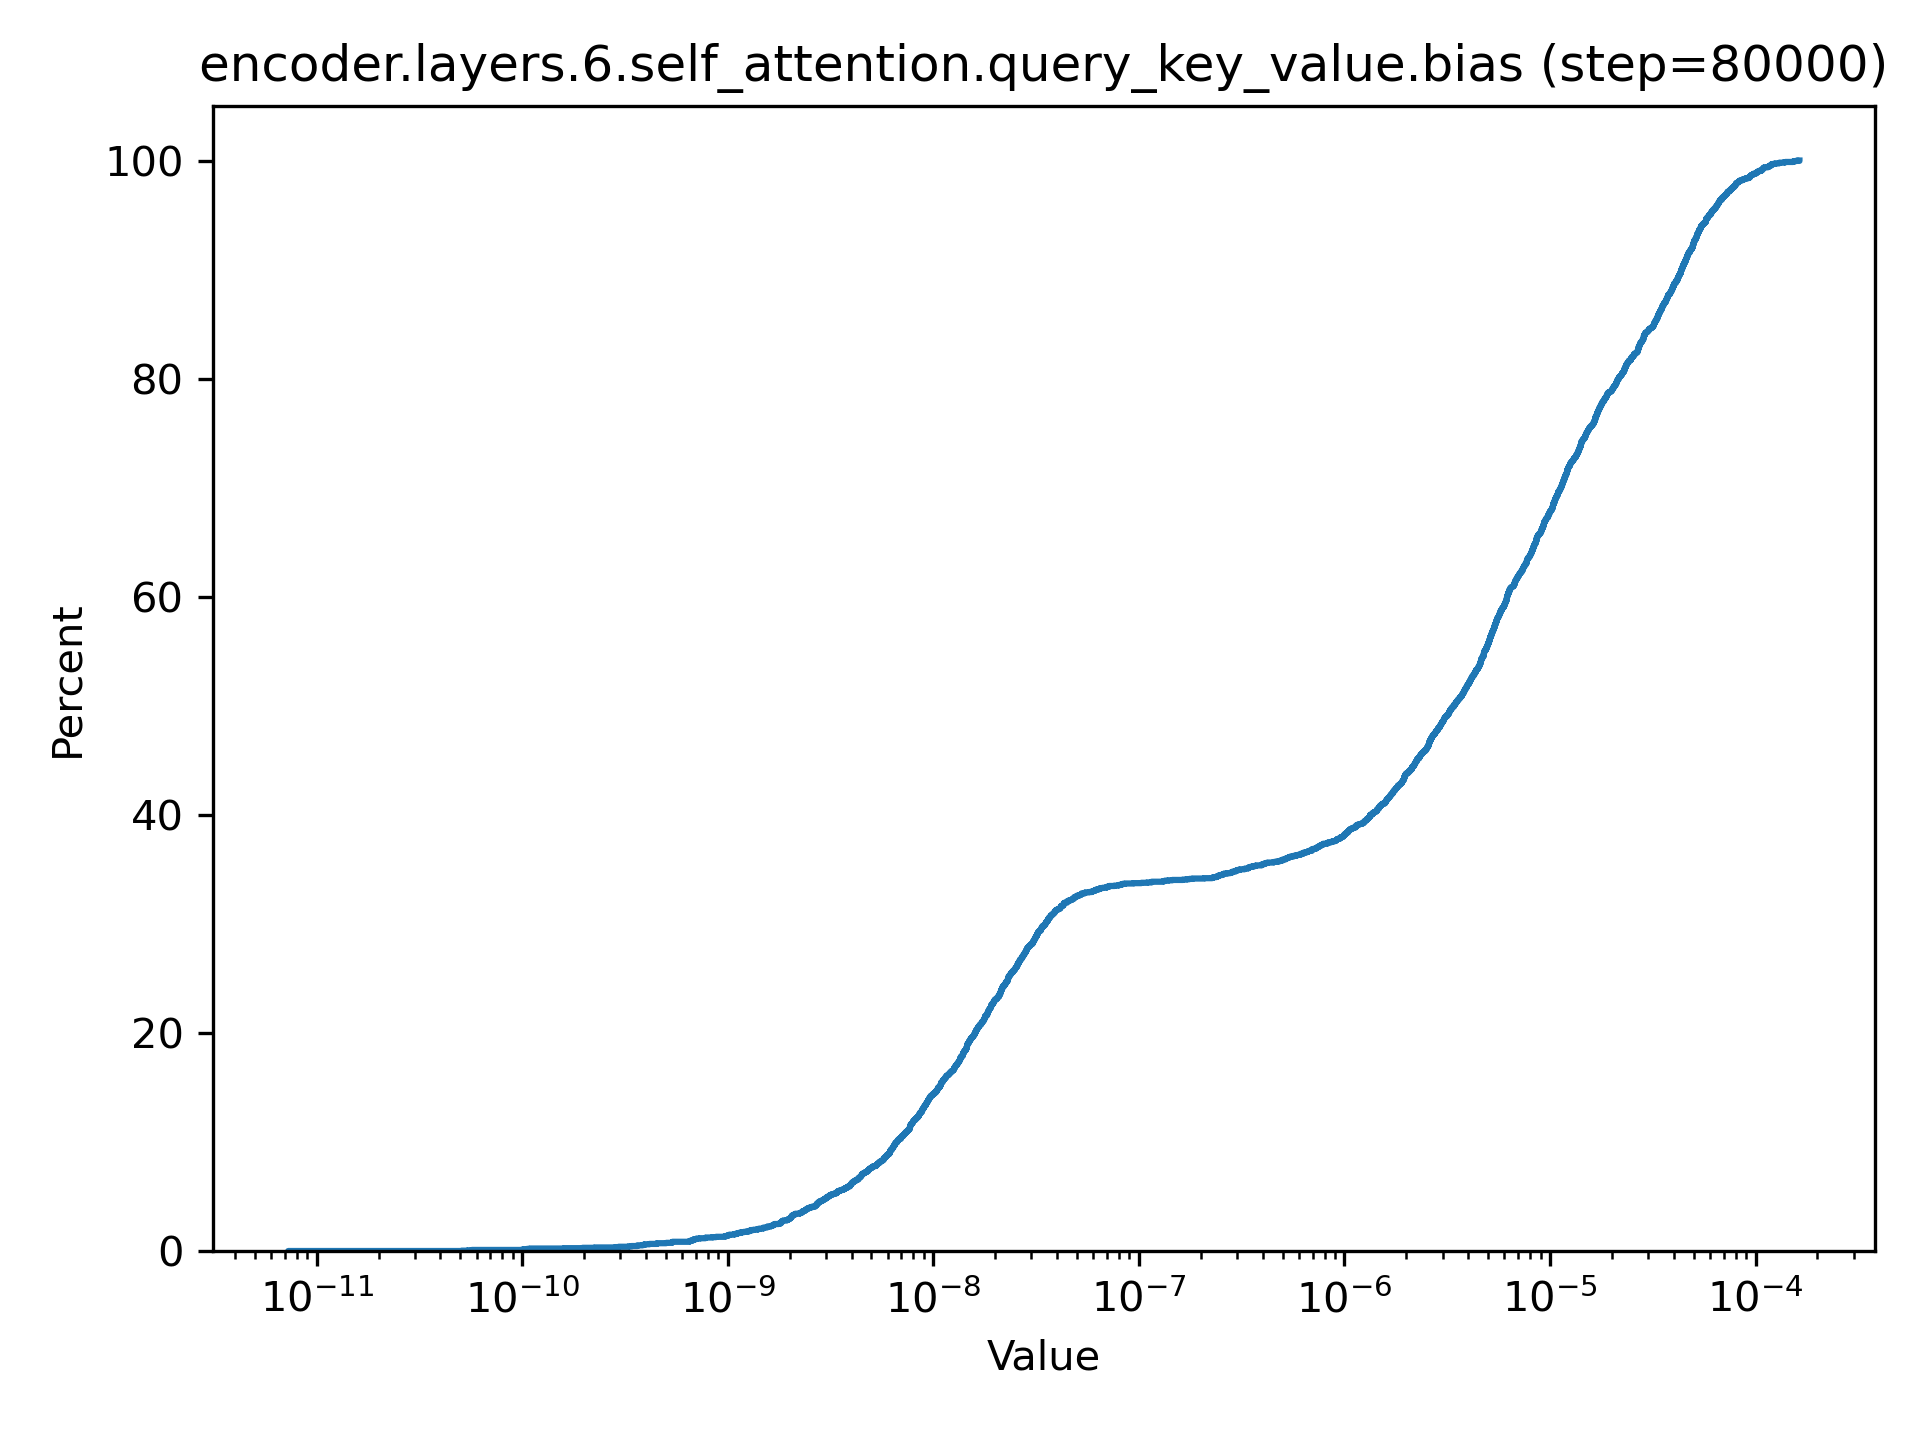 encoder.layers.6.self_attention.query_key_value.bias (step=80000)
100
80
60
40
20
0
Percent
10⁻¹¹ 10⁻¹⁰ 10⁻⁹ 10⁻⁸ 10⁻⁷ 10⁻⁶ 10⁻⁵ 10⁻⁴
Value